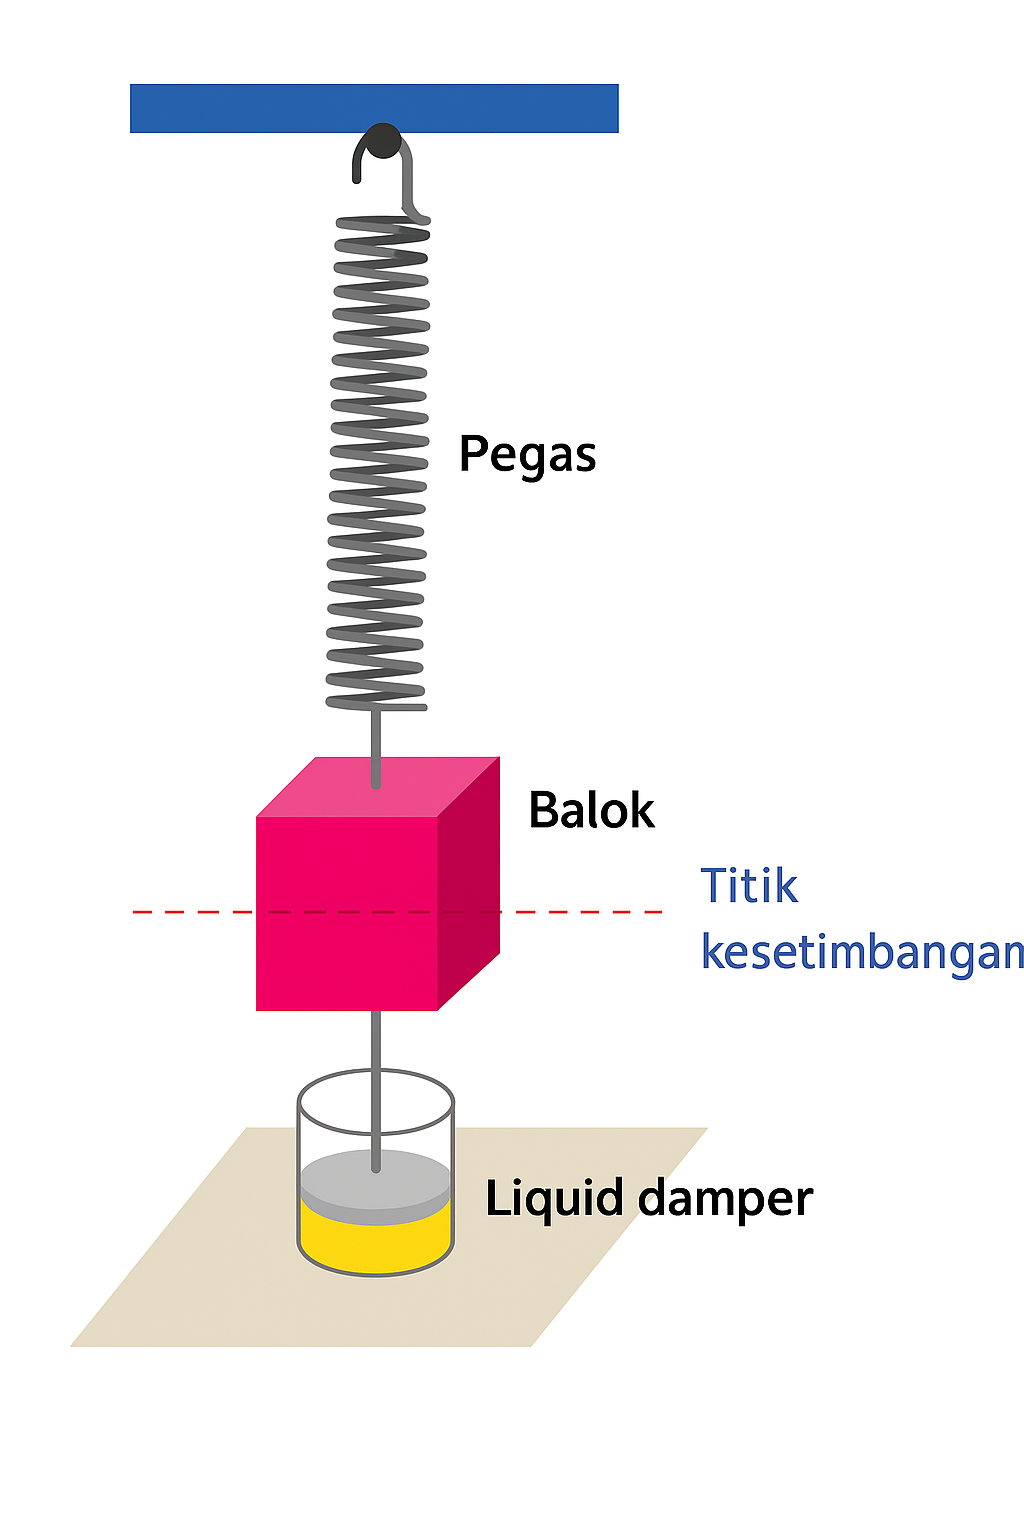 Pegas
Balok
Titik
kesetimbangan
Liquid damper